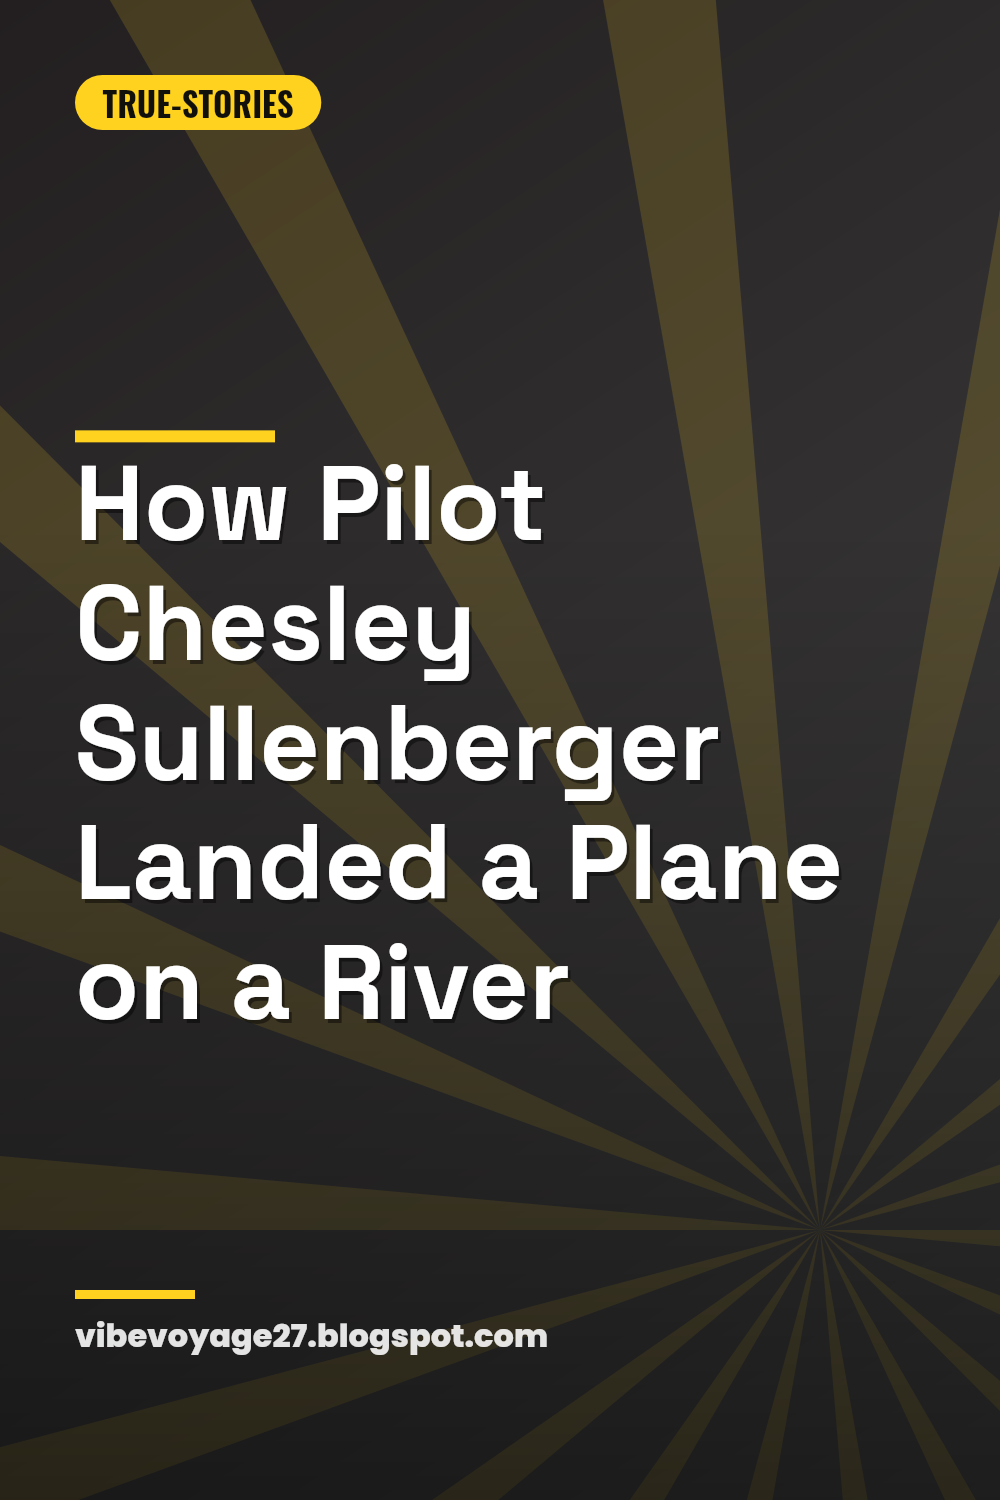 TRUE-STORIES
How Pilot
Chesley
Sullenberger
Landed a Plane
on a River
vibevoyage27.blogspot.com